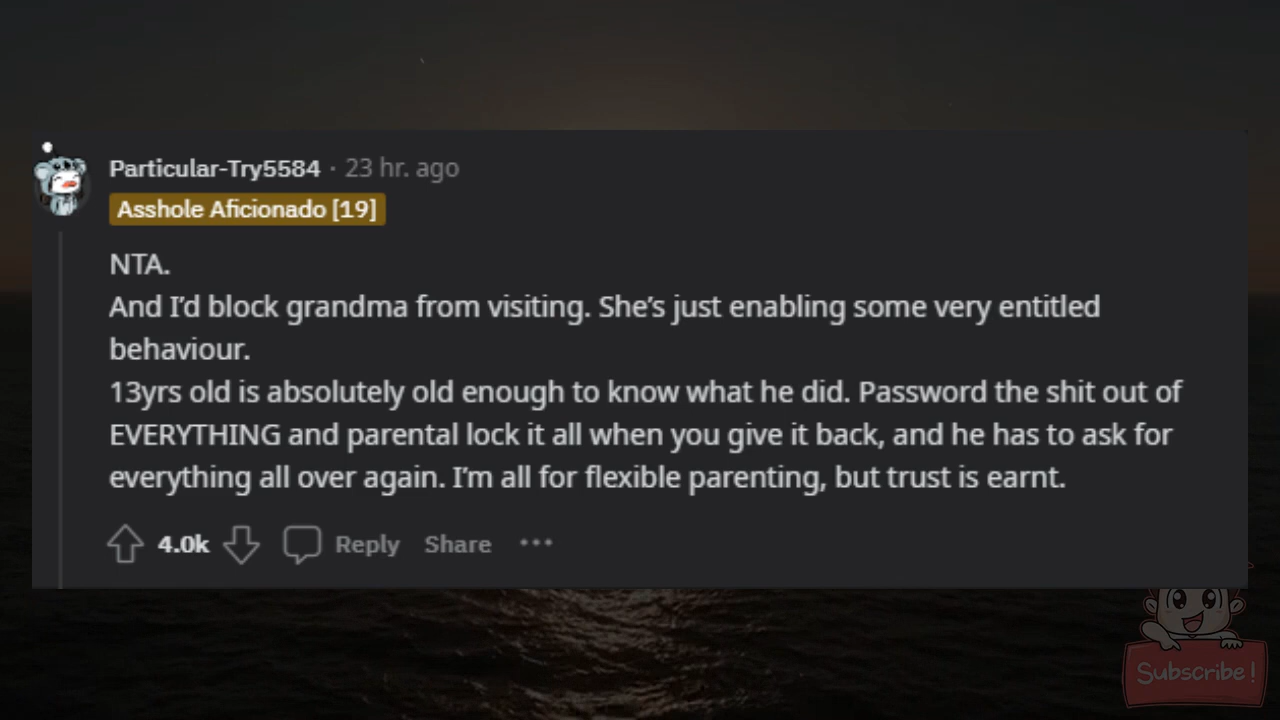 Particular-Try5584 · 23 hr. ago
Asshole Aficionado [19]
NTA.
And I'd block grandma from visiting. She's just enabling some very entitled
behaviour.
13yrs old is absolutely old enough to know what he did. Password the shit out of
EVERYTHING and parental lock it all when you give it back, and he has to ask for
everything all over again. I'm all for flexible parenting, but trust is earnt.
4.0k Reply Share ···
Subscribe!